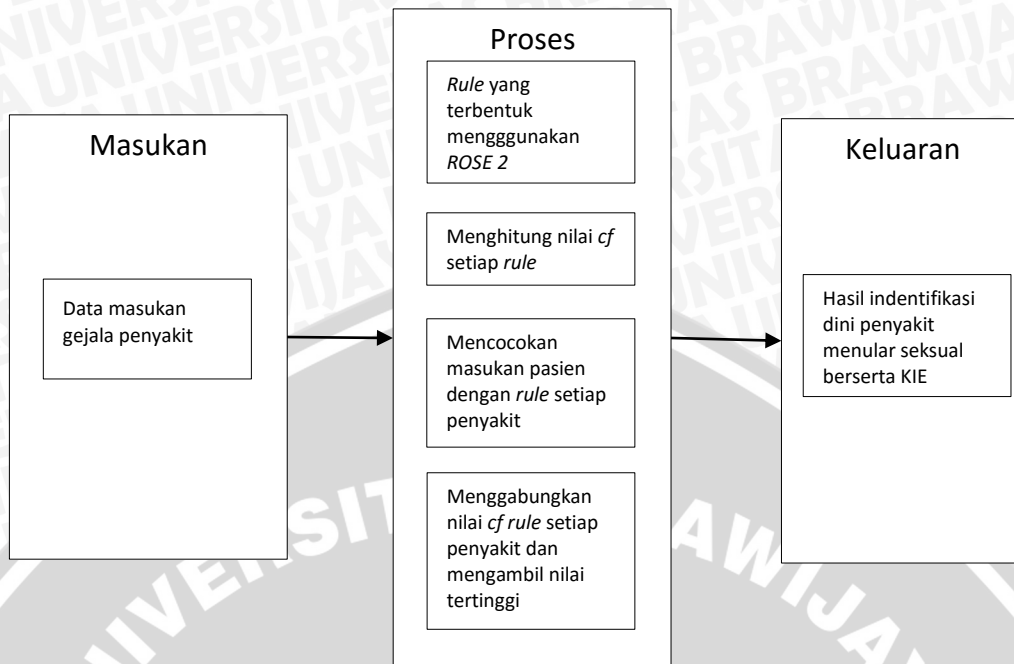 Masukan
Data masukan
gejala penyakit
Proses
Rule yang
terbentuk
mengggunakan
ROSE 2
Menghitung nilai cf
setiap rule
Mencocokan
masukan pasien
dengan rule setiap
penyakit
Menggabungkan
nilai cf rule setiap
penyakit dan
mengambil nilai
tertinggi
Keluaran
Hasil indentifikasi
dini penyakit
menular seksual
berserta KIE